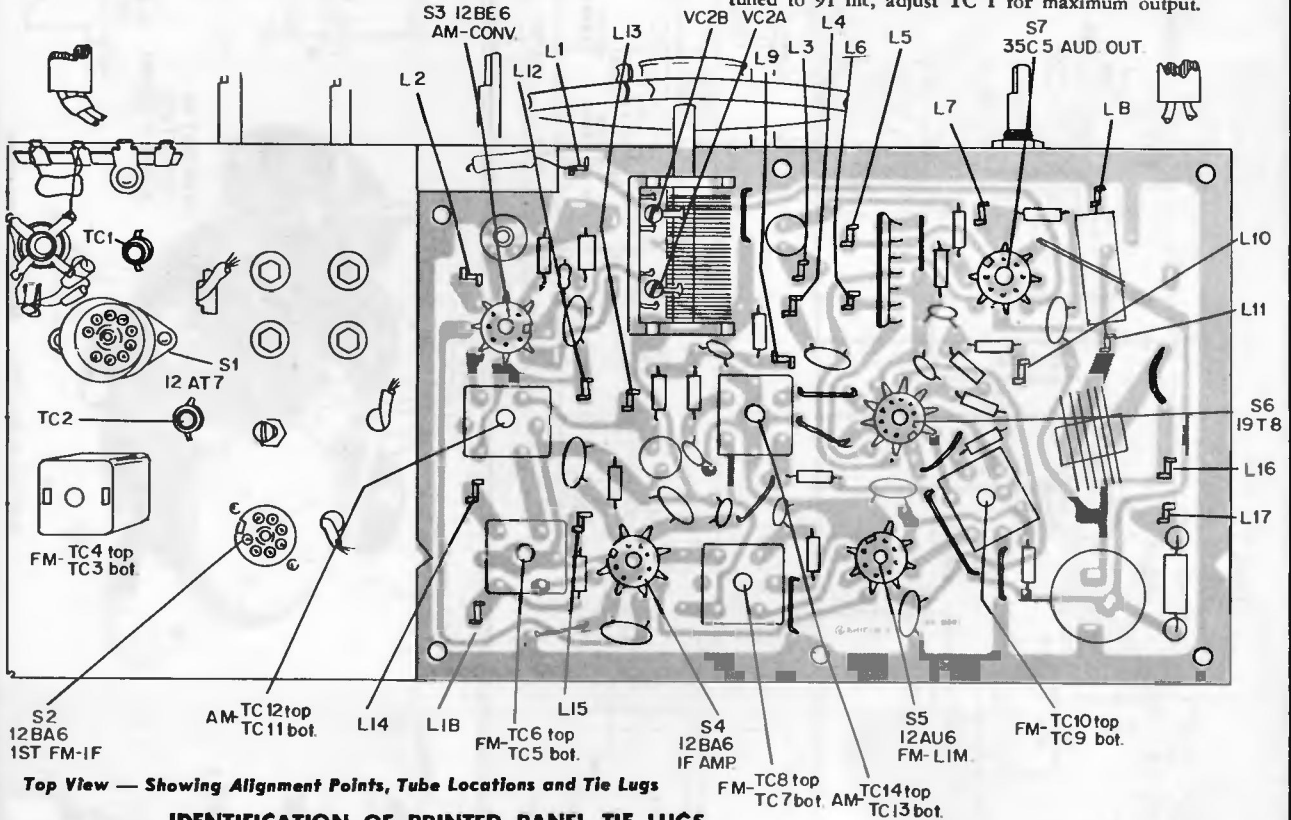 tuned to 91 mc, adjust TC 1 for maximum output.
S3 12BE6
AM-CONV.
L2
L12
L1
L13
VC2B VC2A
L9
L3
L4
L6
L5
L7
S7
35C5 AUD. OUT.
L8
TC1
S1
12AT7
TC2
FM-TC4 top
TC3 bot.
L10
L11
S6
19T8
L16
L17
S2
12BA6
1ST FM-IF
AM-TC12 top
TC11 bot.
L14
L18
FM-TC6 top
TC5 bot.
L15
S4
12BA6
IF AMP.
FM-TC8 top
TC7 bot.
AM-TC14 top
TC13 bot.
S5
12AU6
FM-LIM.
FM-TC10 top
TC9 bot.
Top View — Showing Alignment Points, Tube Locations and Tie Lugs
IDENTIFICATION OF PRINTED PANEL TIE LUGS